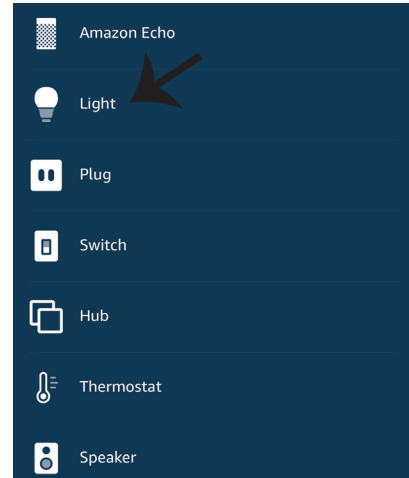 Amazon Echo
Light
Plug
Switch
Hub
Thermostat
Speaker